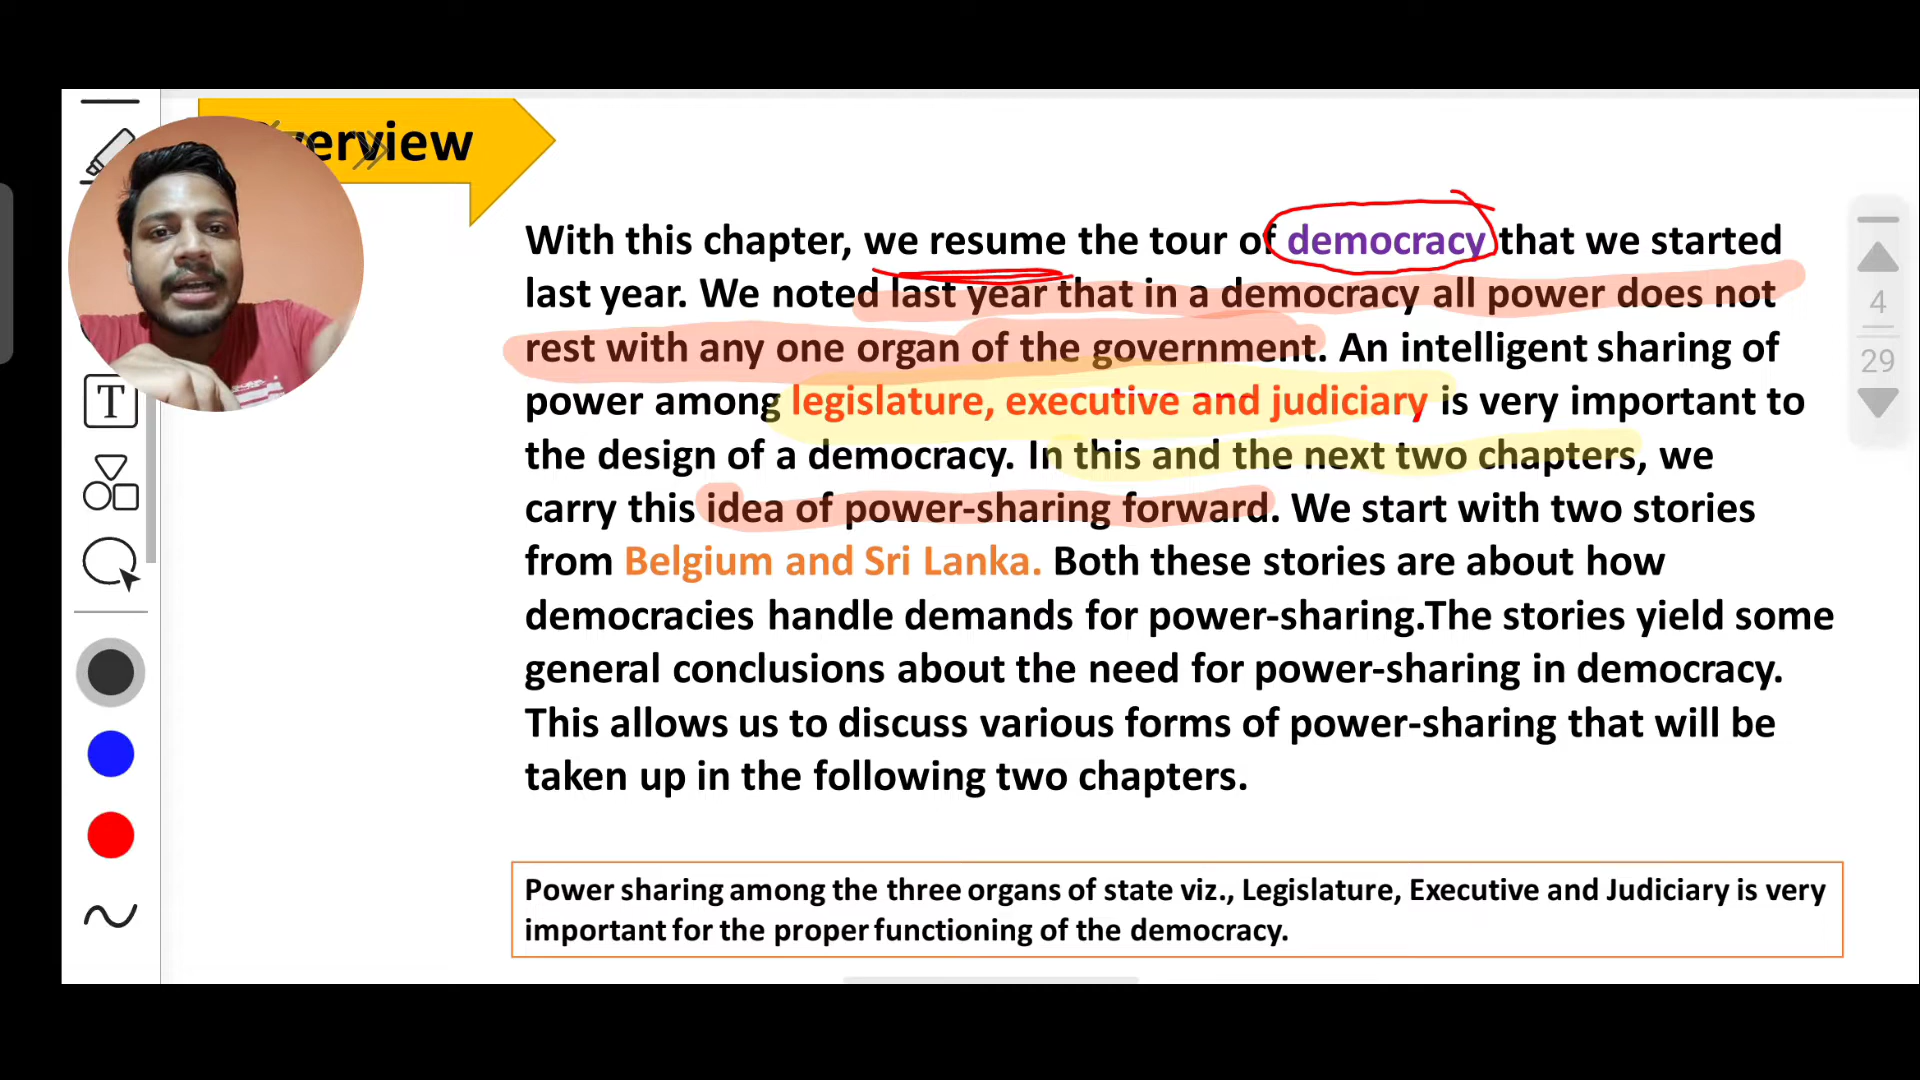 Overview
With this chapter, we resume the tour of democracy that we started
last year. We noted last year that in a democracy all power does not
rest with any one organ of the government. An intelligent sharing of
power among legislature, executive and judiciary is very important to
the design of a democracy. In this and the next two chapters, we
carry this idea of power-sharing forward. We start with two stories
from Belgium and Sri Lanka. Both these stories are about how
democracies handle demands for power-sharing.The stories yield some
general conclusions about the need for power-sharing in democracy.
This allows us to discuss various forms of power-sharing that will be
taken up in the following two chapters.
Power sharing among the three organs of state viz., Legislature, Executive and Judiciary is very
important for the proper functioning of the democracy.
T
4
29